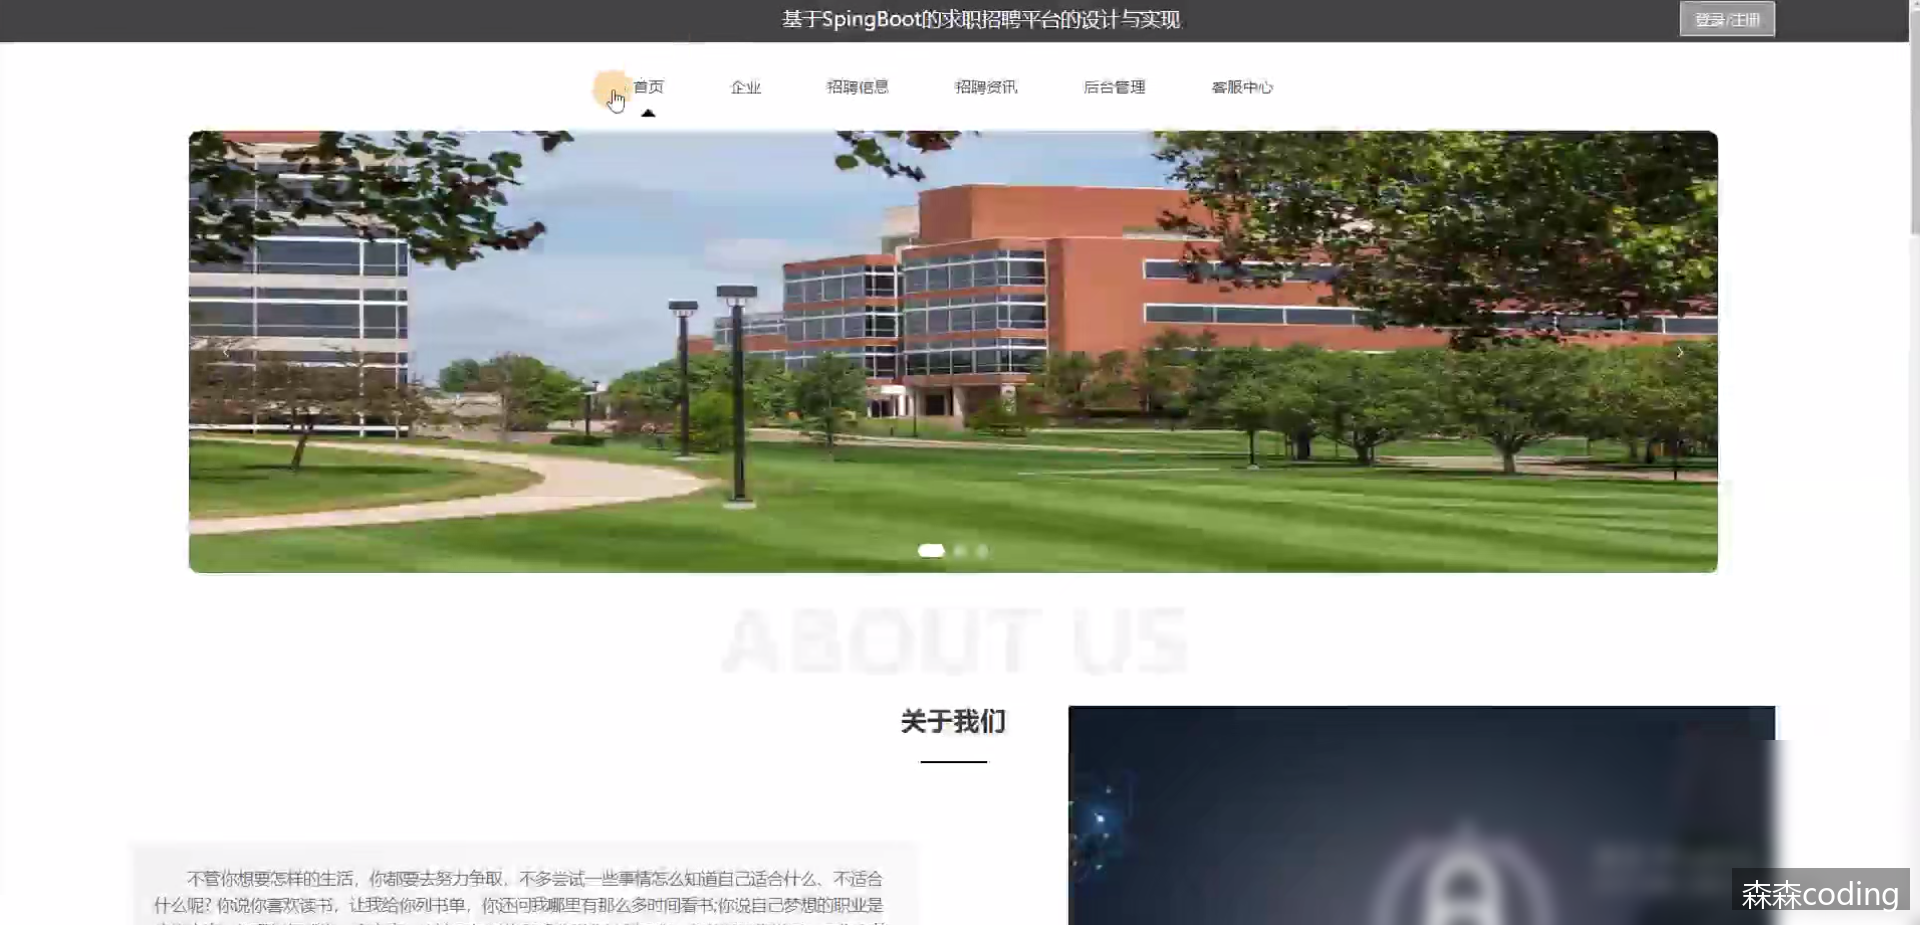 基于SpingBoot的求职招聘平台的设计与实现
登录/注册
首页
企业
招聘信息
招聘资讯
后台管理
客服中心
ABOUT US
关于我们
不管你想要怎样的生活，你都要去努力争取，不多尝试一些事情怎么知道自己适合什么、不适合
什么呢? 你说你喜欢读书，让我给你列书单，你还问我哪里有那么多时间看书;你说自己梦想的职业是
森森coding